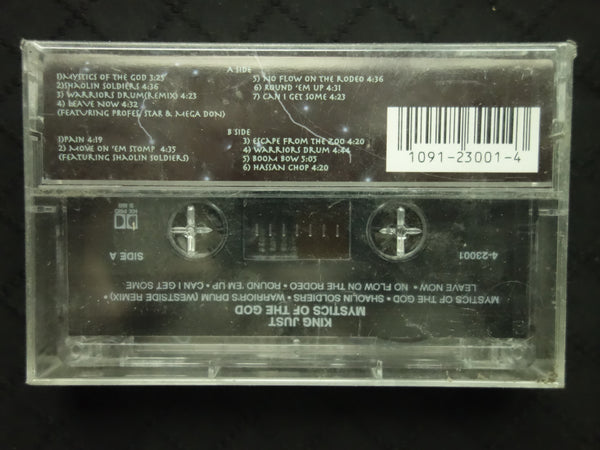 A SIDE
1)MYSTICS OF THE GOD 3:25
2)SHAOLIN SOLDIERS 4:36
3) WARRIORS DRUM(REMIX) 4:23
4) LEAVE NOW 4:32
(FEATURING PROFES. STAR & MEGA DON)
5) NO FLOW ON THE RODEO 4:36
6) ROUND 'EM UP 4:31
7) CAN I GET SOME 4:23
B SIDE
1)PAIN 4:19
2) MOVE ON 'EM STOMP 4:35
(FEATURING SHAOLIN SOLDIERS)
3) ESCAPE FROM THE ZOO 4:20
4) WARRIORS DRUM 4:44
5) BOOM BOW 5:05
6) HASSAN CHOP 4:20
1091-23001-4
KING JUST
MYSTICS OF THE GOD
MYSTICS OF THE GOD • SHAOLIN SOLDIERS • WARRIORS DRUM (WESTSIDE REMIX) •
LEAVE NOW • NO FLOW ON THE RODEO • ROUND 'EM UP • CAN I GET SOME
4-23001
SIDE A